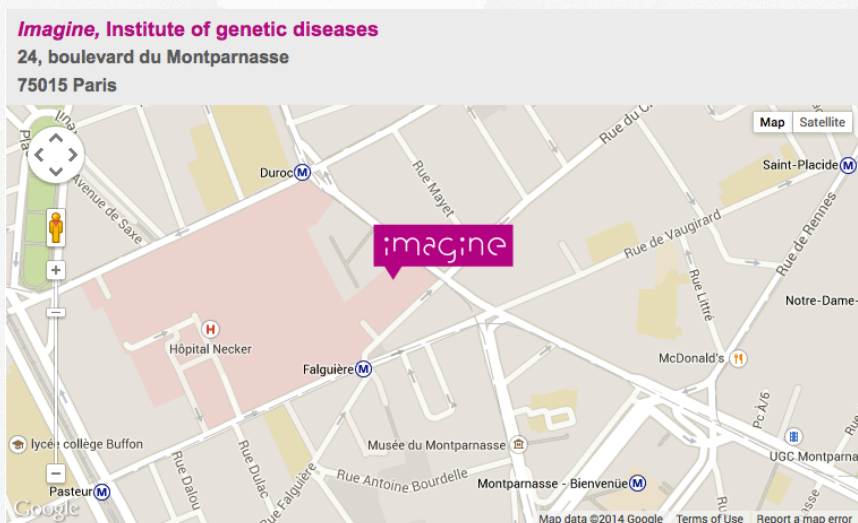 Imagine, Institute of genetic diseases
24, boulevard du Montparnasse
75015 Paris
Map
Satellite
Rue du C
Duroc
M
Rue Mayet
Saint-Placide
M
Avenue de Saxe
imagine
Rue de Vaugirard
Rue de Rennes
Rue Littré
Notre-Dame-
H
Hôpital Necker
Falguière
M
McDonald's
Pc A/6
lycée collège Buffon
Musée du Montparnasse
UGC Montparna
Rue Dalou
Rue Dulac
Rue Falguière
Rue Antoine Bourdelle
Pasteur
M
Montparnasse - Bienvenüe
M
Google
Map data ©2014 Google
Terms of Use
Report a map error